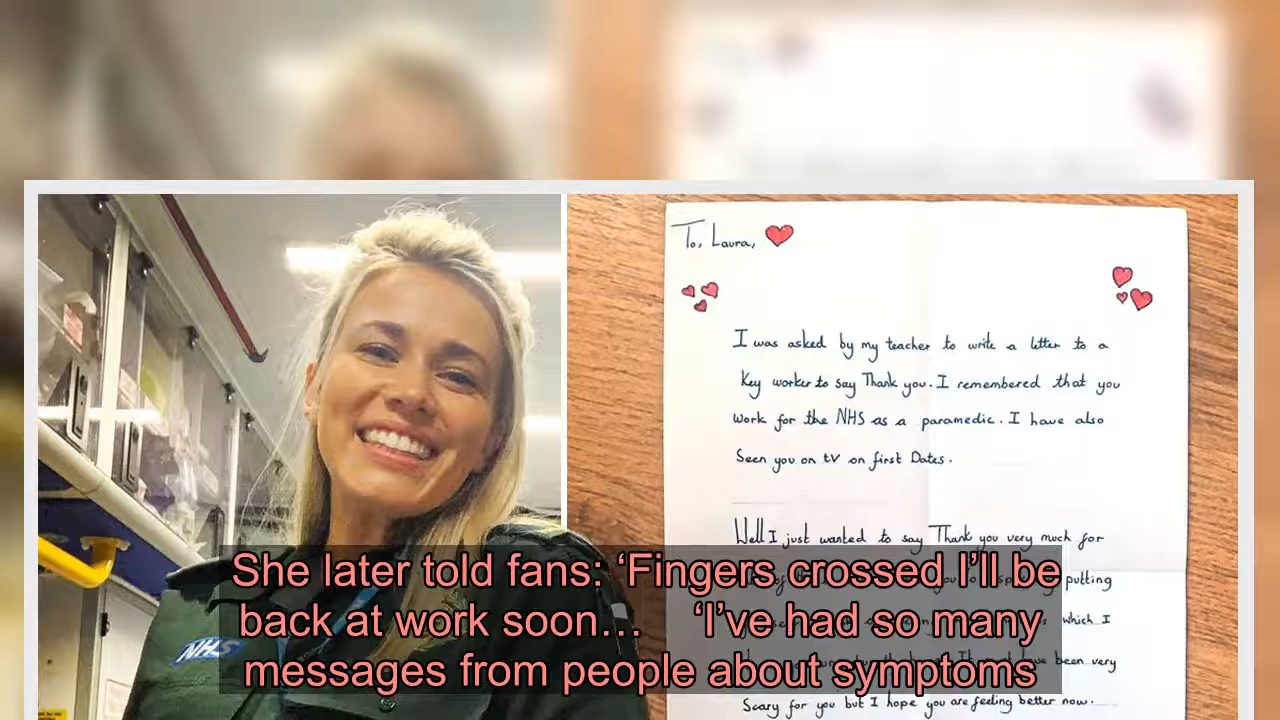 To, Laura,
I was asked by my teacher to write a letter to a
Key worker to say Thank you. I remembered that you
work for the NHS as a paramedic. I have also
Seen you on tv on first Dates.
Well I just wanted to say Thank you very much for
putting
which I
been very
Scary for you but I hope you are feeling better now.
NHS
She later told fans: ‘Fingers crossed I’ll be
back at work soon… ‘I’ve had so many
messages from people about symptoms